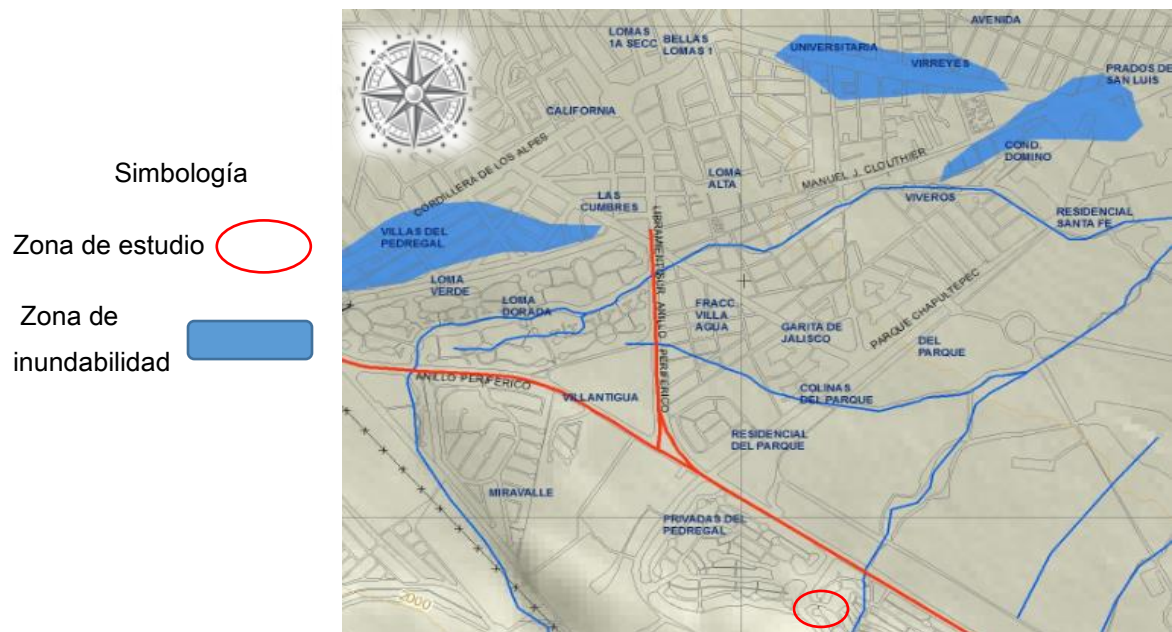 Simbología
Zona de estudio
Zona de
inundabilidad
AVENIDA
LOMAS
1A SECC
BELLAS
LOMAS 1
UNIVERSITARIA
VIRREYES
PRADOS DE
SAN LUIS
CALIFORNIA
CORDILLERA DE LOS ALPES
COND.
DOMINO
MANUEL J. CLOUTHIER
LOMA
ALTA
LAS
CUMBRES
VIVEROS
RESIDENCIAL
SANTA FE
VILLAS DEL
PEDREGAL
LIBRAMIENTO SUR ANILLO PERIFERICO
LOMA
VERDE
LOMA
DORADA
FRACC.
VILLA
AGUA
GARITA DE
JALISCO
PARQUE CHAPULTEPEC
DEL
PARQUE
ANILLO PERIFERICO
VILLANTIGUA
COLINAS
DEL PARQUE
RESIDENCIAL
DEL PARQUE
MIRAVALLE
PRIVADAS DEL
PEDREGAL
2000